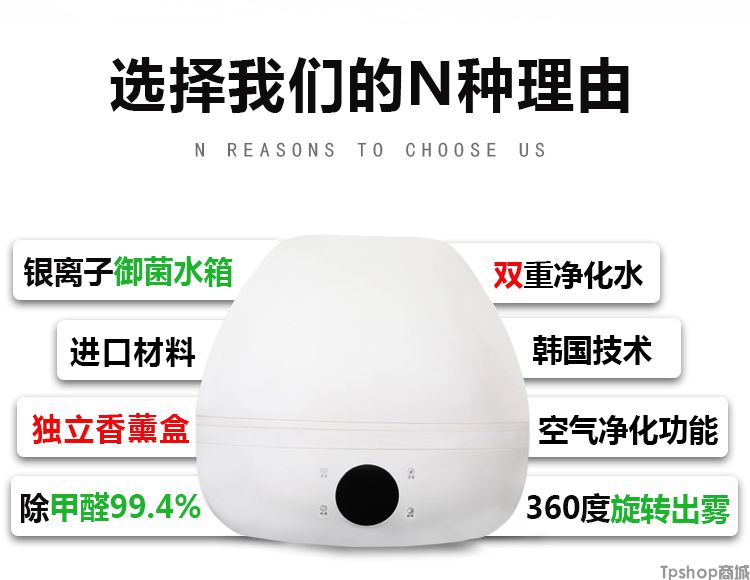 选择我们的N种理由
N REASONS TO CHOOSE US
银离子御菌水箱
双重净化水
进口材料
韩国技术
独立香薰盒
空气净化功能
除甲醛99.4%
360度旋转出雾
Tpshop商城